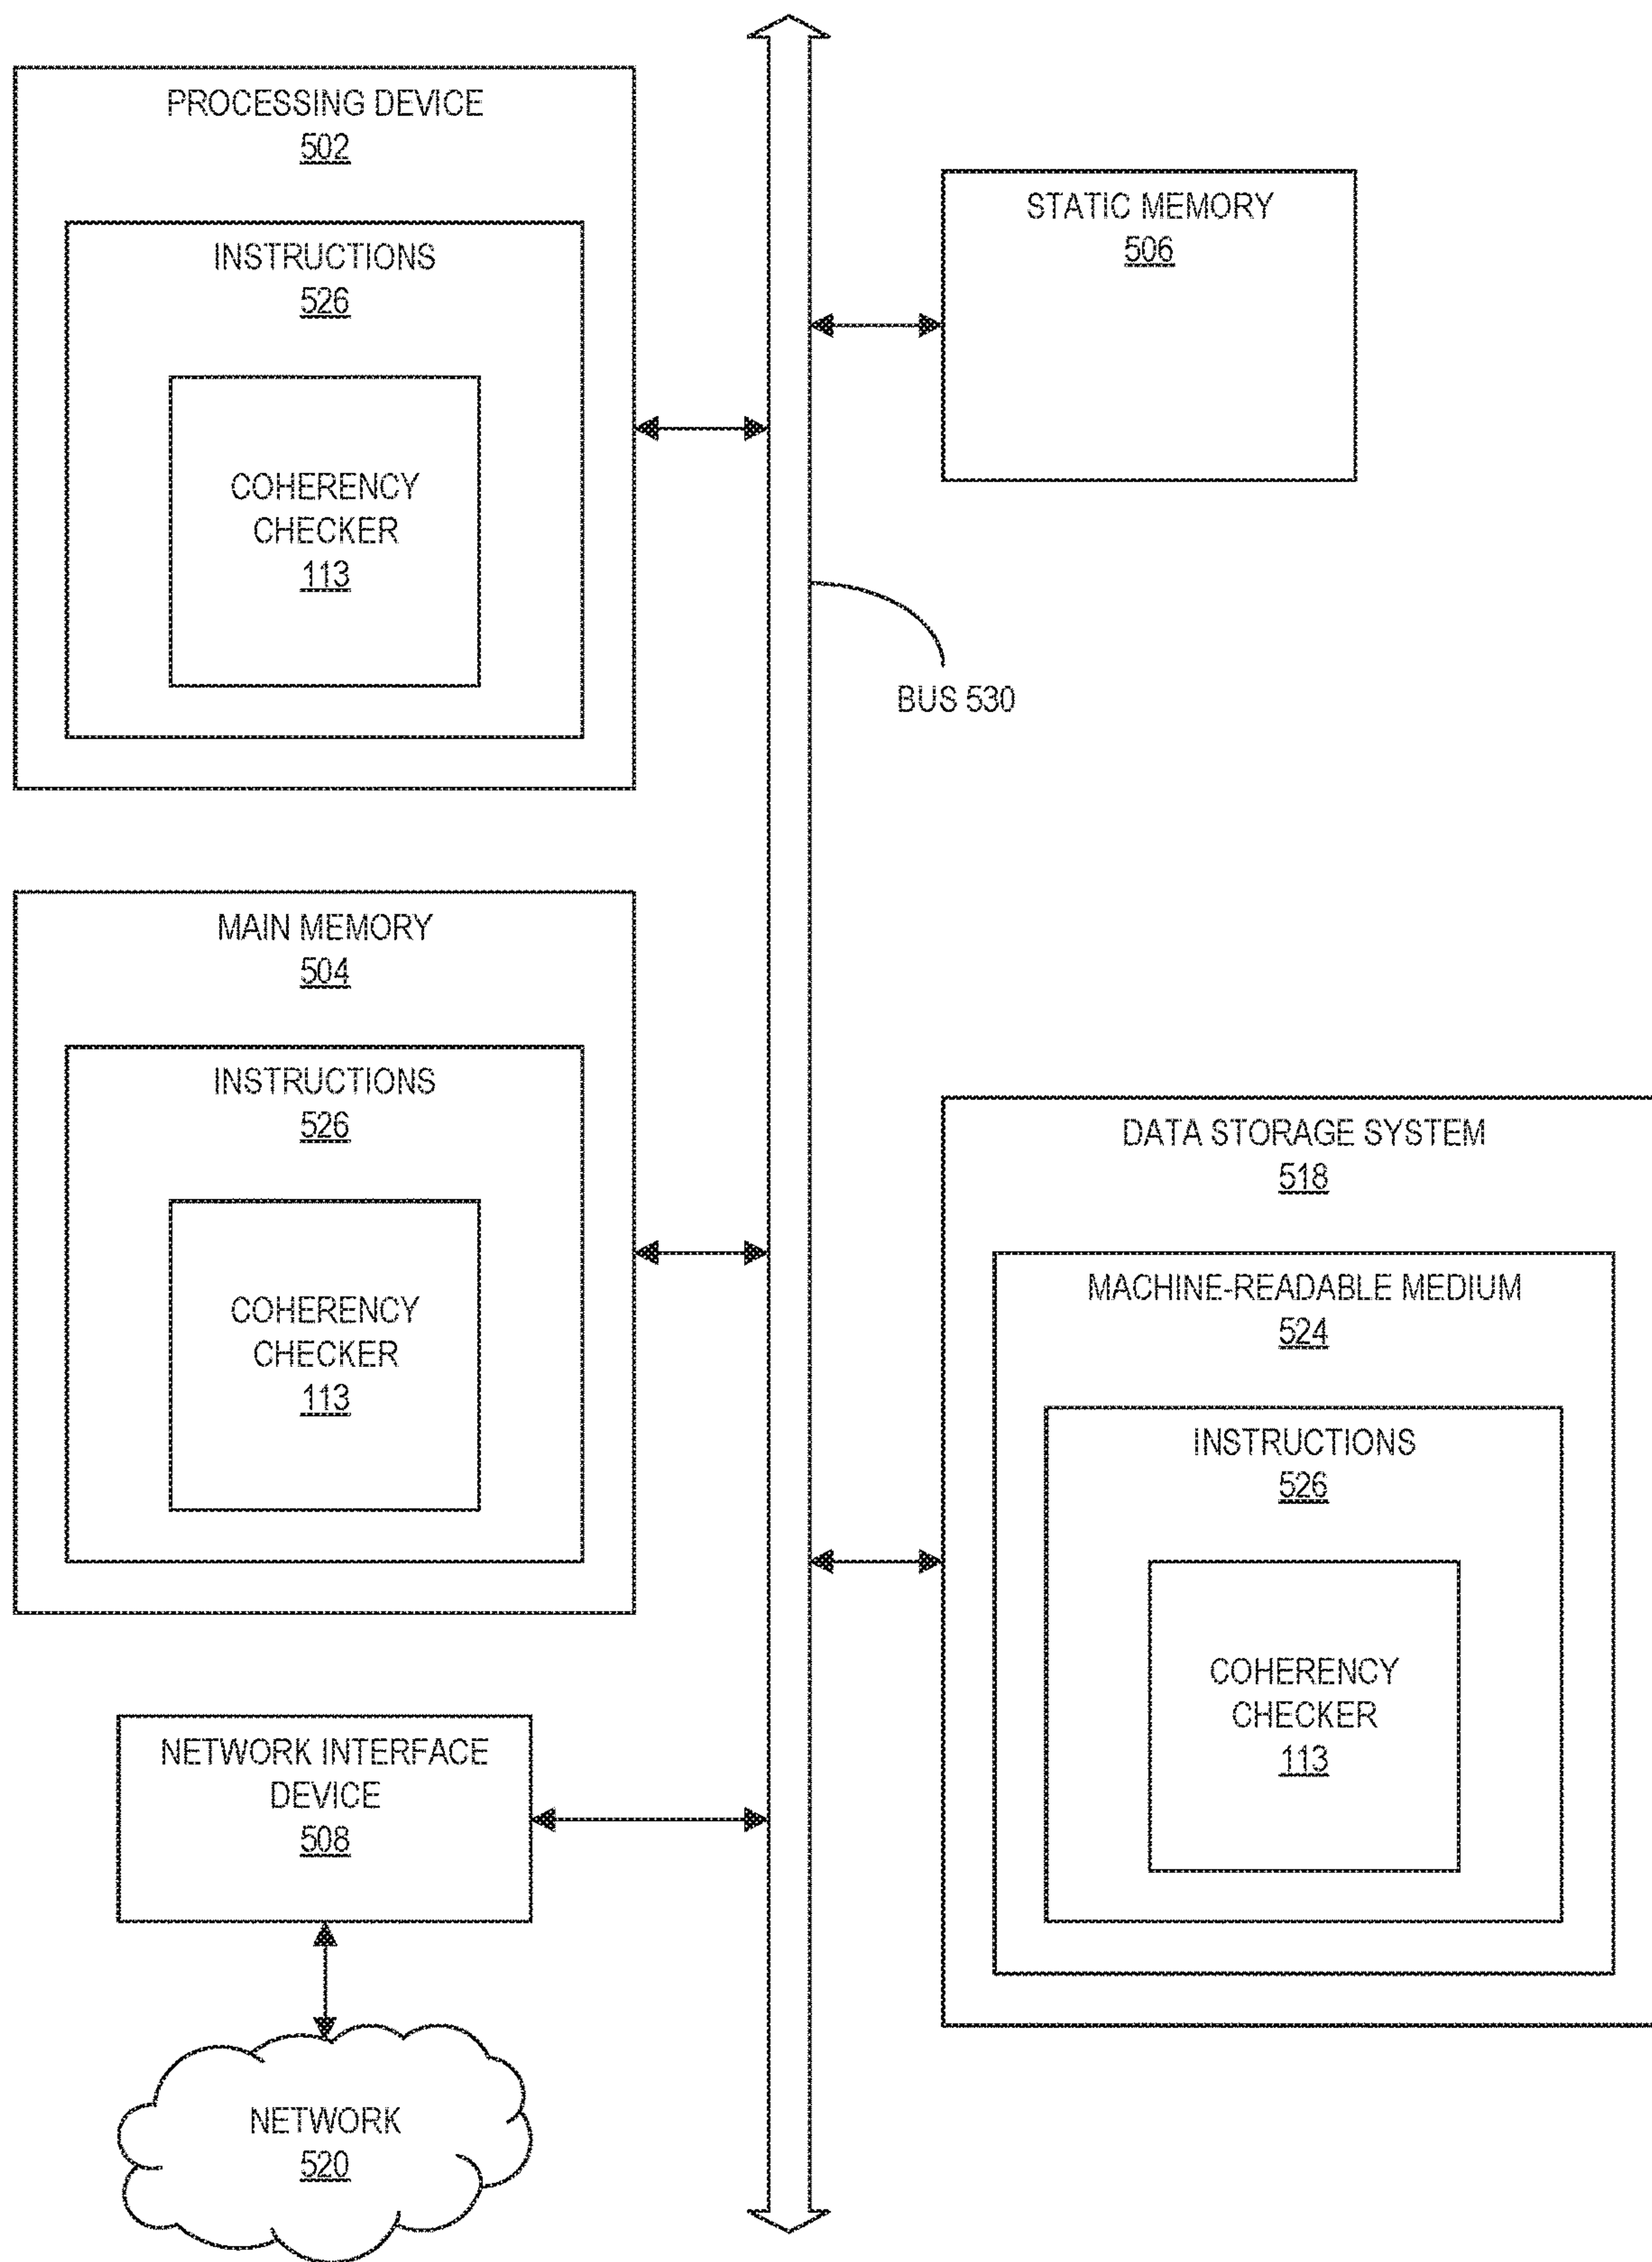 PROCESSING DEVICE
502
INSTRUCTIONS
526
COHERENCY
CHECKER
113
STATIC MEMORY
506
BUS 530
MAIN MEMORY
504
INSTRUCTIONS
526
COHERENCY
CHECKER
113
DATA STORAGE SYSTEM
518
MACHINE-READABLE MEDIUM
524
INSTRUCTIONS
526
COHERENCY
CHECKER
113
NETWORK INTERFACE
DEVICE
508
NETWORK
520